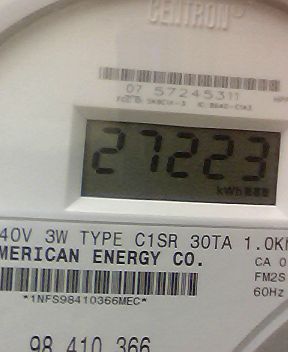 CENTRON
07 57245311
27223
kWh
40V 3W TYPE C1SR 30TA 1.0Kh
MERICAN ENERGY CO.
CA 0
FM2S
60Hz
*1NFS98410366MEC*
98 410 366